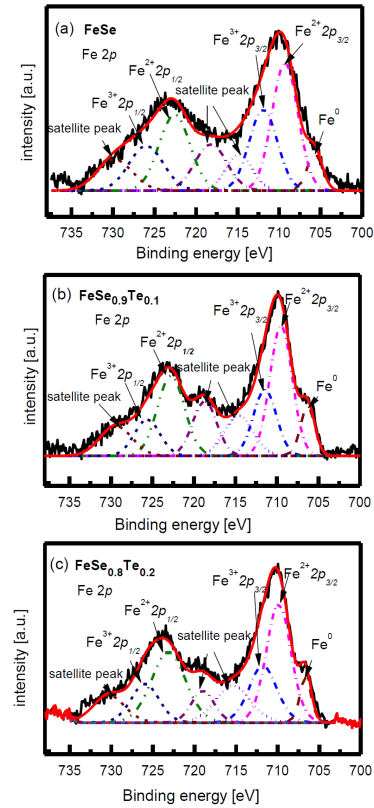 (a) FeSe
Fe 2p
Fe²⁺2p₁/₂
Fe³⁺2p₁/₂
satellite peak
satellite peak
Fe³⁺2p₃/₂
Fe²⁺2p₃/₂
Fe⁰
intensity [a.u.]
735 730 725 720 715 710 705 700
Binding energy [eV]
(b) FeSe₀.₉Te₀.₁
Fe 2p
Fe²⁺2p₁/₂
Fe³⁺2p₁/₂
satellite peak
satellite peak
Fe³⁺2p₃/₂
Fe²⁺2p₃/₂
Fe⁰
intensity [a.u.]
735 730 725 720 715 710 705 700
Binding energy [eV]
(c) FeSe₀.₈Te₀.₂
Fe 2p
Fe²⁺2p₁/₂
Fe³⁺2p₁/₂
satellite peak
satellite peak
Fe³⁺2p₃/₂
Fe²⁺2p₃/₂
Fe⁰
intensity [a.u.]
735 730 725 720 715 710 705 700
Binding energy [eV]